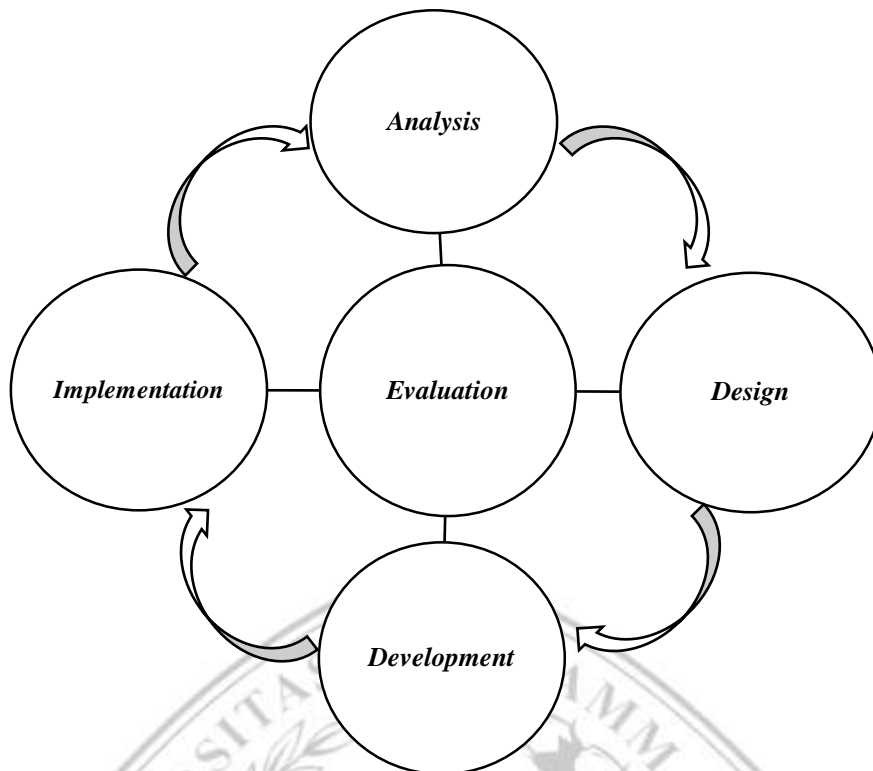 Analysis
Implementation
Evaluation
Design
Development